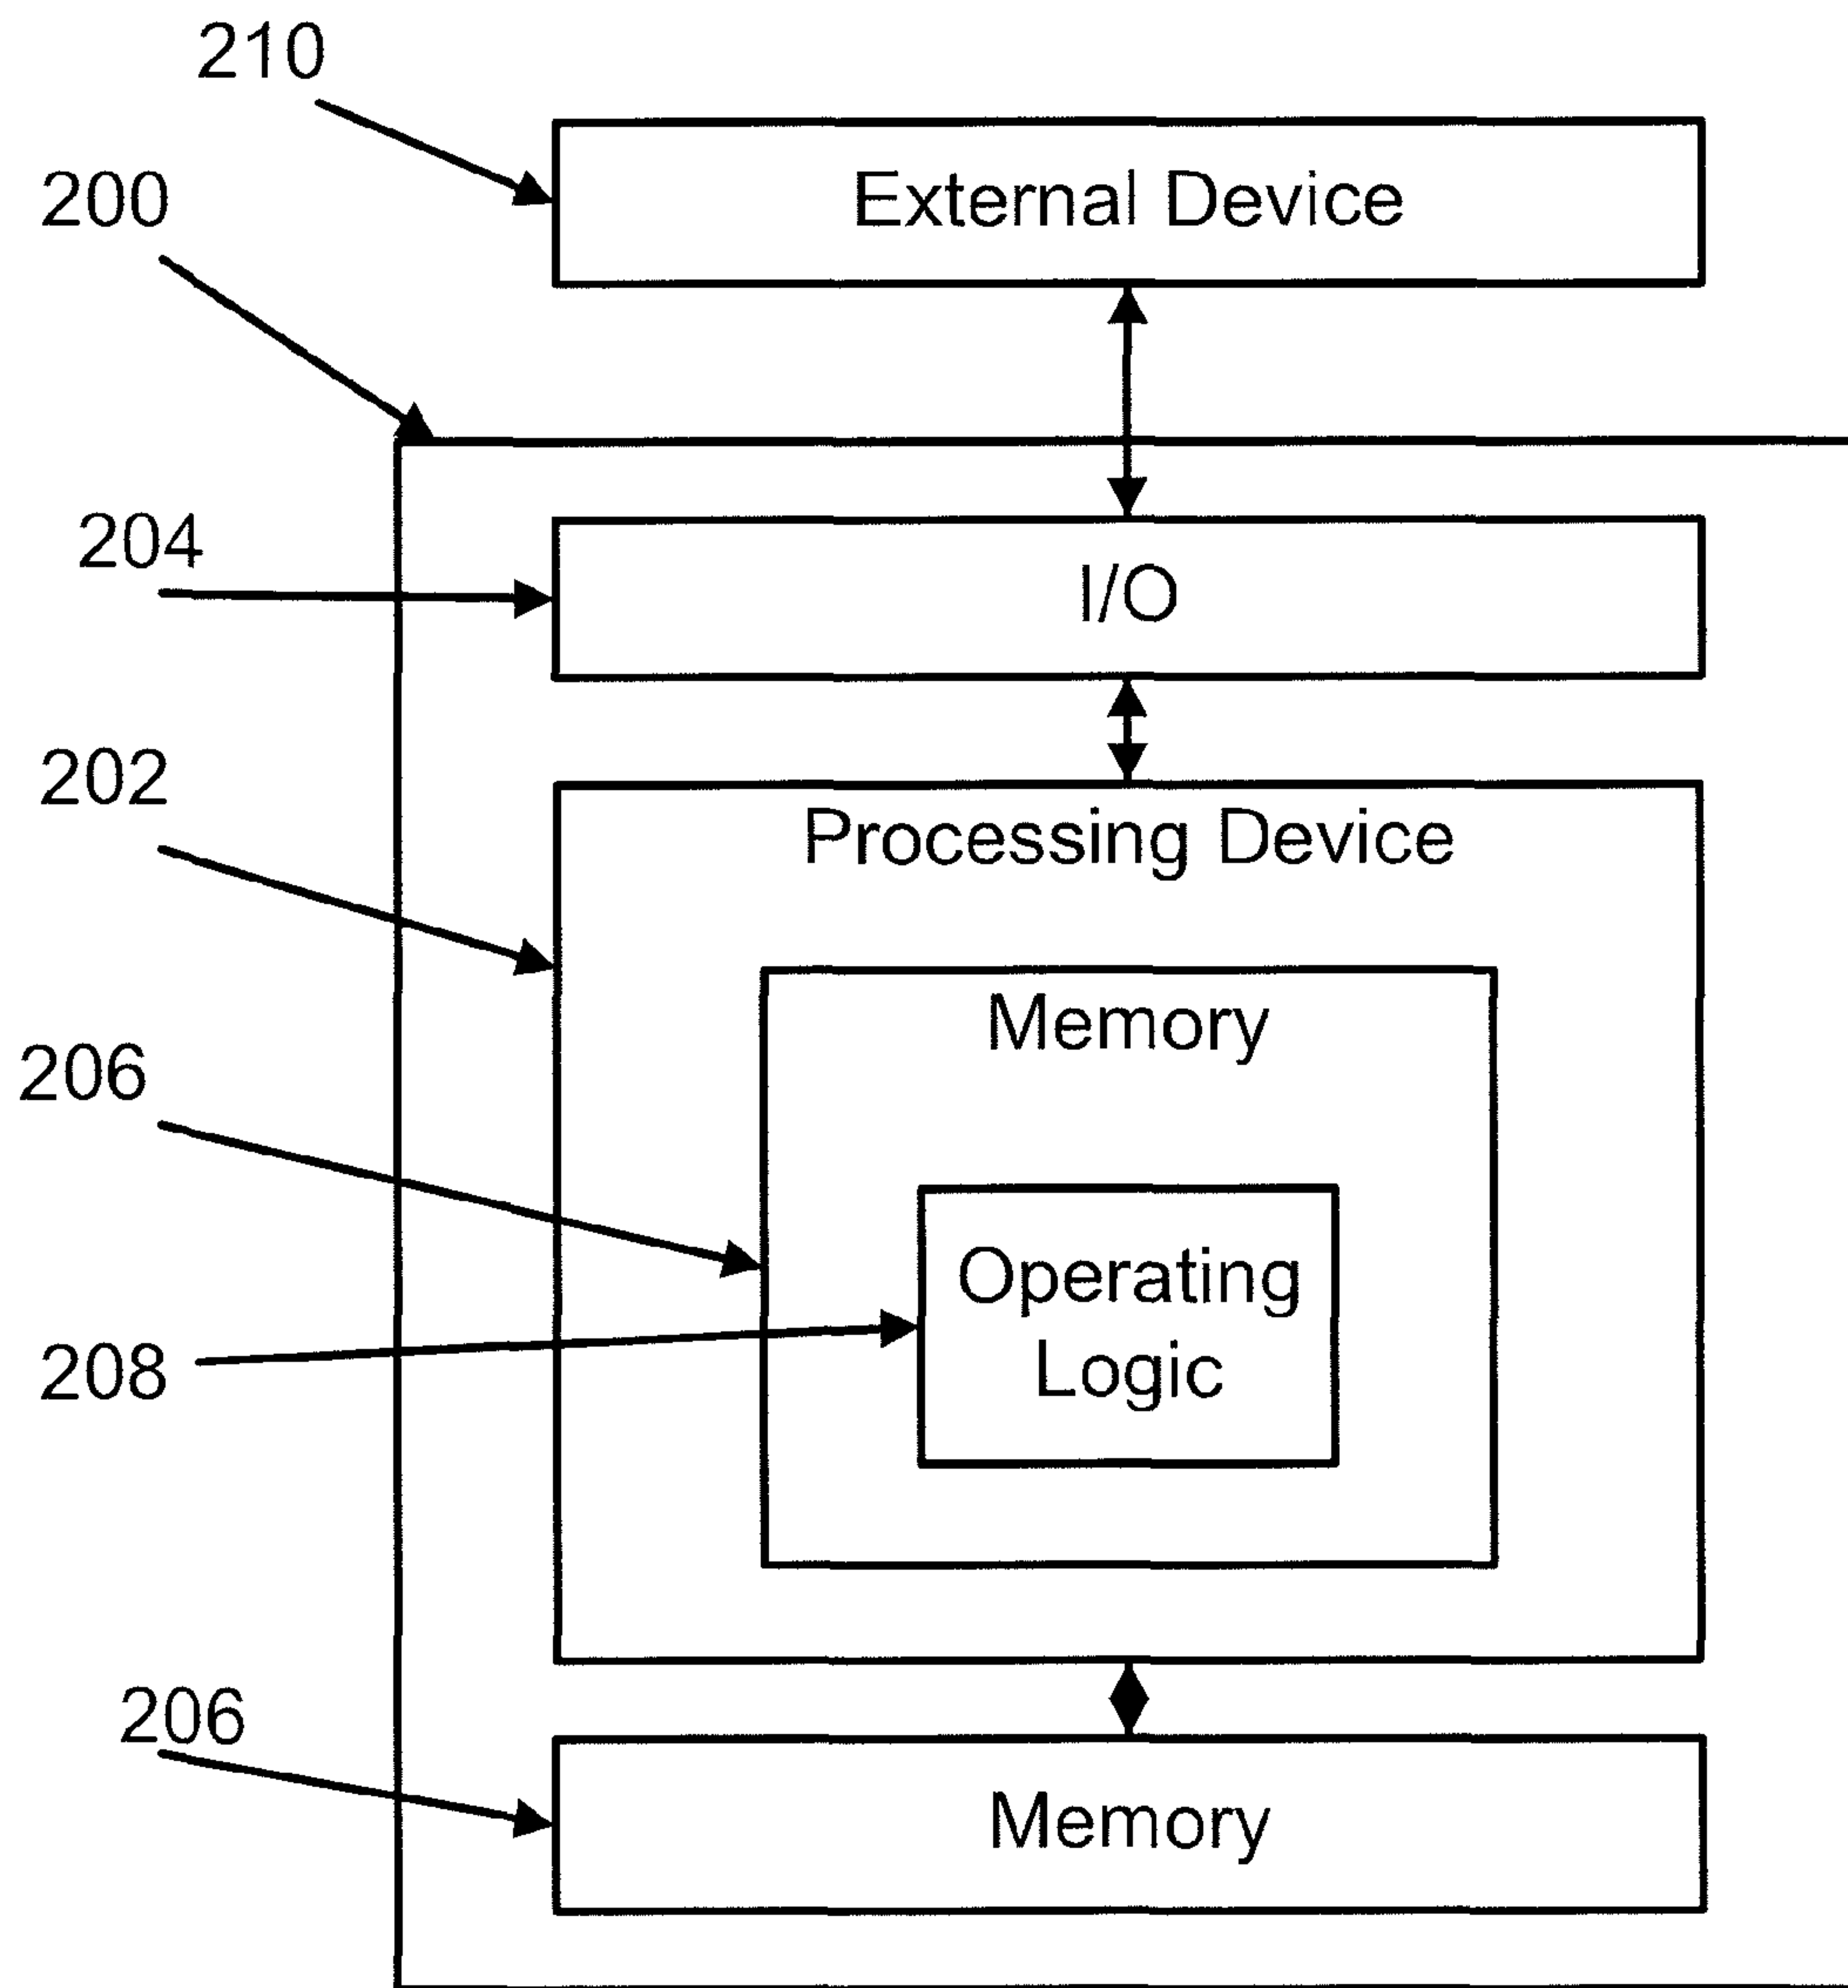 210
External Device
200
204
I/O
202
Processing Device
Memory
206
Operating
Logic
208
206
Memory